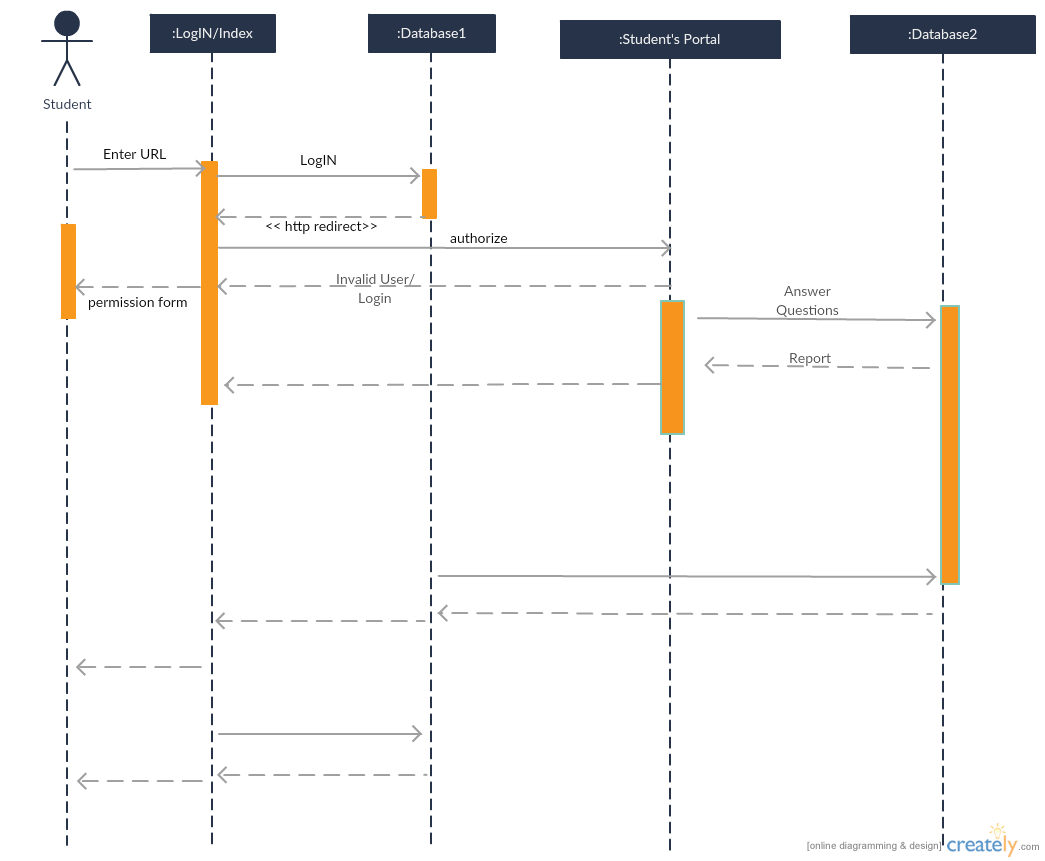 :LogIN/Index
:Database1
:Student's Portal
:Database2
Student
Enter URL
LogIN
<< http redirect>>
authorize
Invalid User/
Login
permission form
Answer
Questions
Report
[online diagramming & design]
creately.com